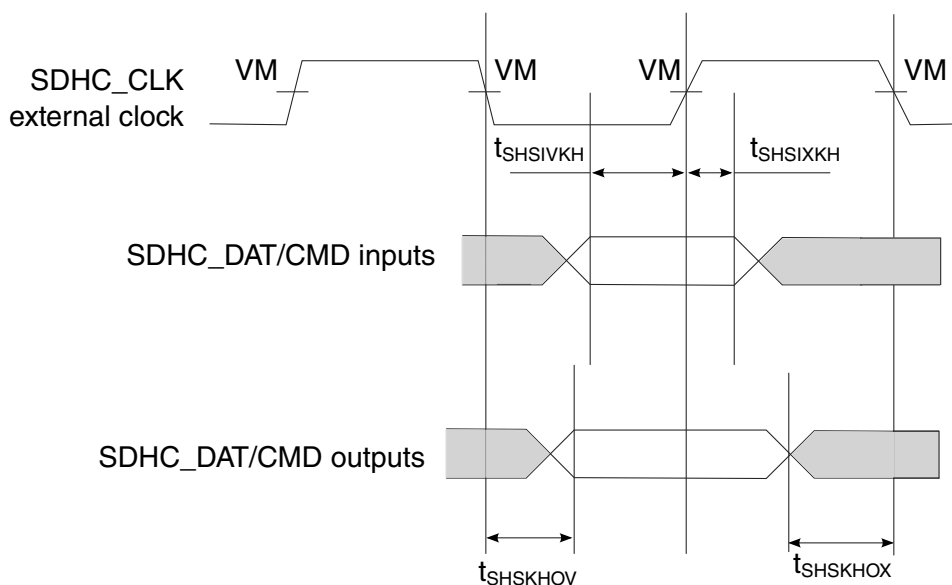 VM VM VM VM
SDHC_CLK
external clock
tSHSIVKH tSHSIXKH
SDHC_DAT/CMD inputs
SDHC_DAT/CMD outputs
tSHSKHOV tSHSKHOX